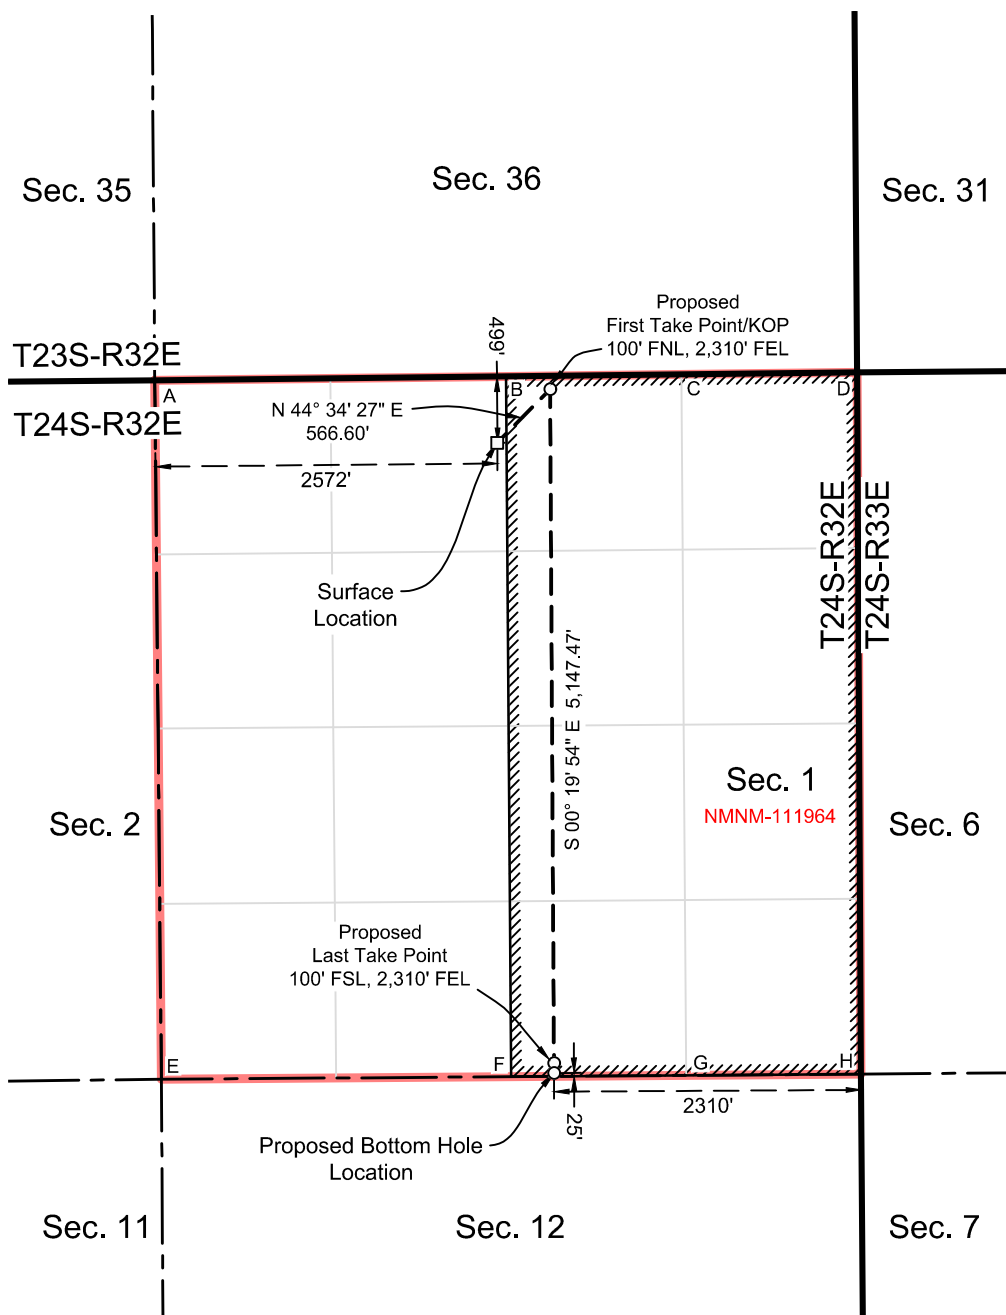 Sec. 35
Sec. 36
Sec. 31
Proposed
First Take Point/KOP
100' FNL, 2,310' FEL
499'
T23S-R32E
T24S-R32E
A
B
C
D
N 44° 34' 27" E
566.60'
2572'
Surface
Location
T24S-R32E
T24S-R33E
S 00° 19' 54" E 5,147.47'
Sec. 1
NMNM-111964
Sec. 2
Sec. 6
Proposed
Last Take Point
100' FSL, 2,310' FEL
E
F
G
H
2310'
25'
Proposed Bottom Hole
Location
Sec. 11
Sec. 12
Sec. 7